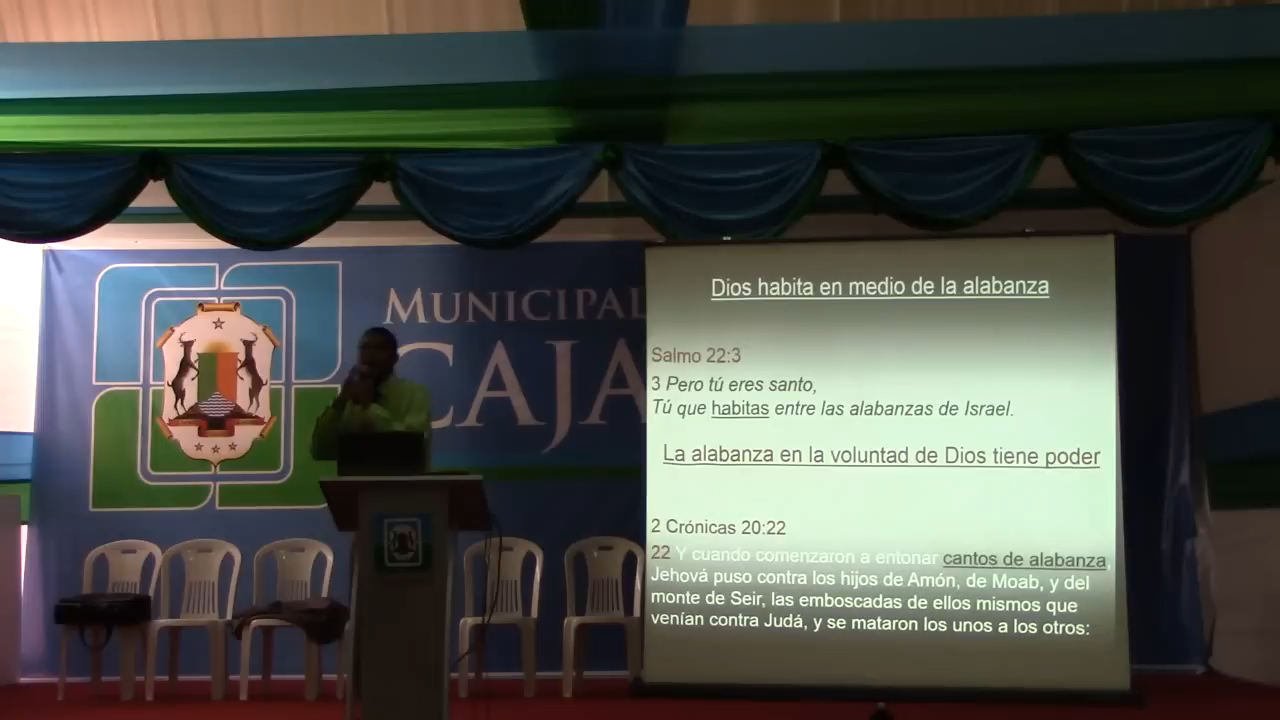 MUNICIPAL
CAJA
Dios habita en medio de la alabanza
Salmo 22:3
3 Pero tú eres santo,
Tú que habitas entre las alabanzas de Israel.
La alabanza en la voluntad de Dios tiene poder
2 Crónicas 20:22
22 Y cuando comenzaron a entonar cantos de alabanza,
Jehová puso contra los hijos de Amón, de Moab, y del
monte de Seir, las emboscadas de ellos mismos que
venían contra Judá, y se mataron los unos a los otros: